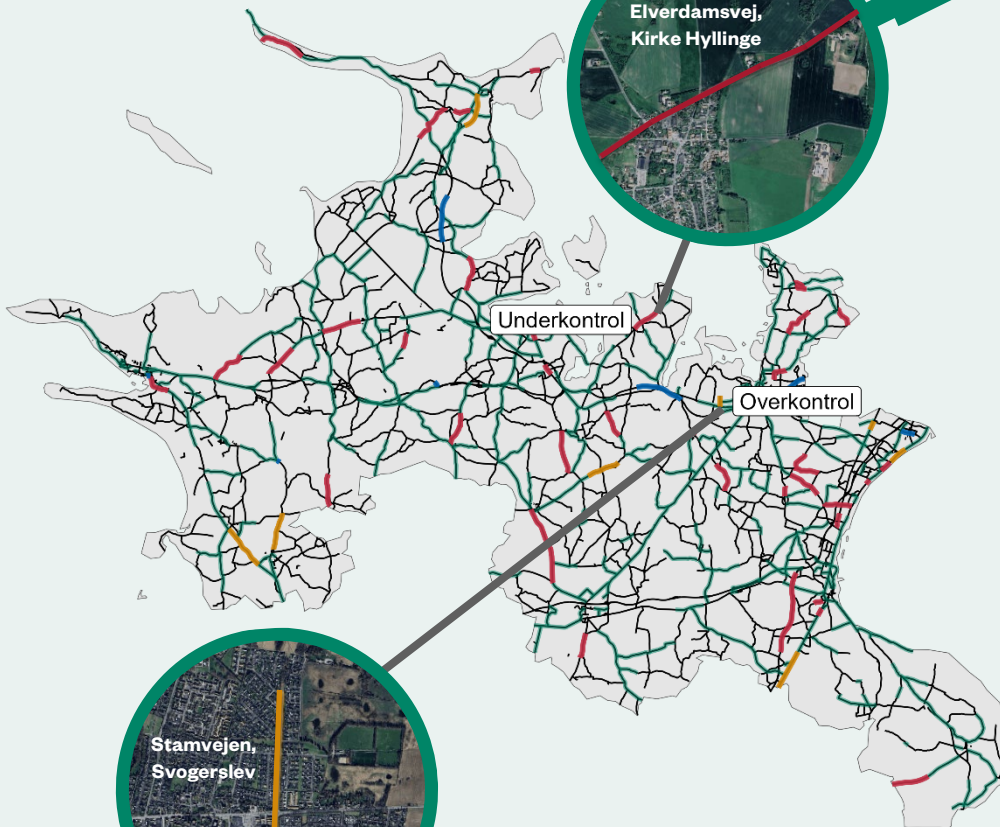 Elverdamsvej,
Kirke Hyllinge
Underkontrol
Overkontrol
Stamvejen,
Svogerslev